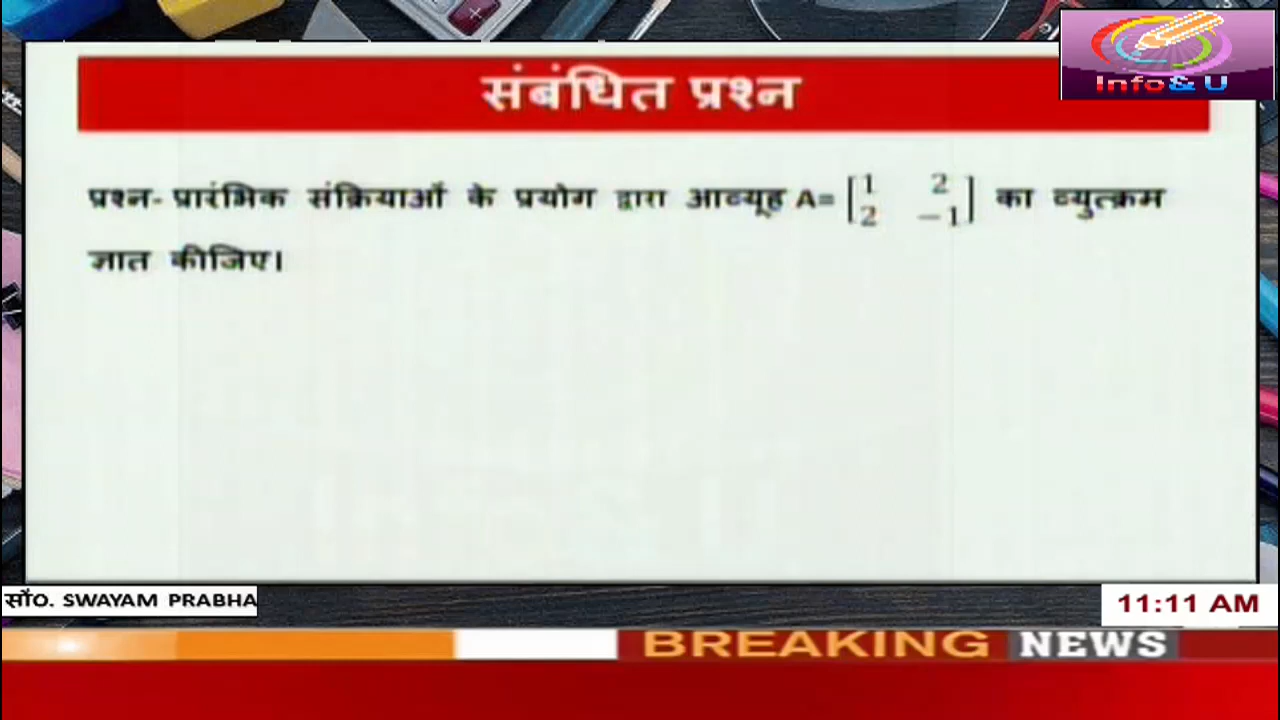 Info& U
संबंधित प्रश्न
प्रश्न- प्रारंभिक संक्रियाओं के प्रयोग द्वारा आव्यूह A= [1 2 का व्युत्क्रम
2 −1]
ज्ञात कीजिए।
सौo. SWAYAM PRABHA
11:11 AM
BREAKING NEWS